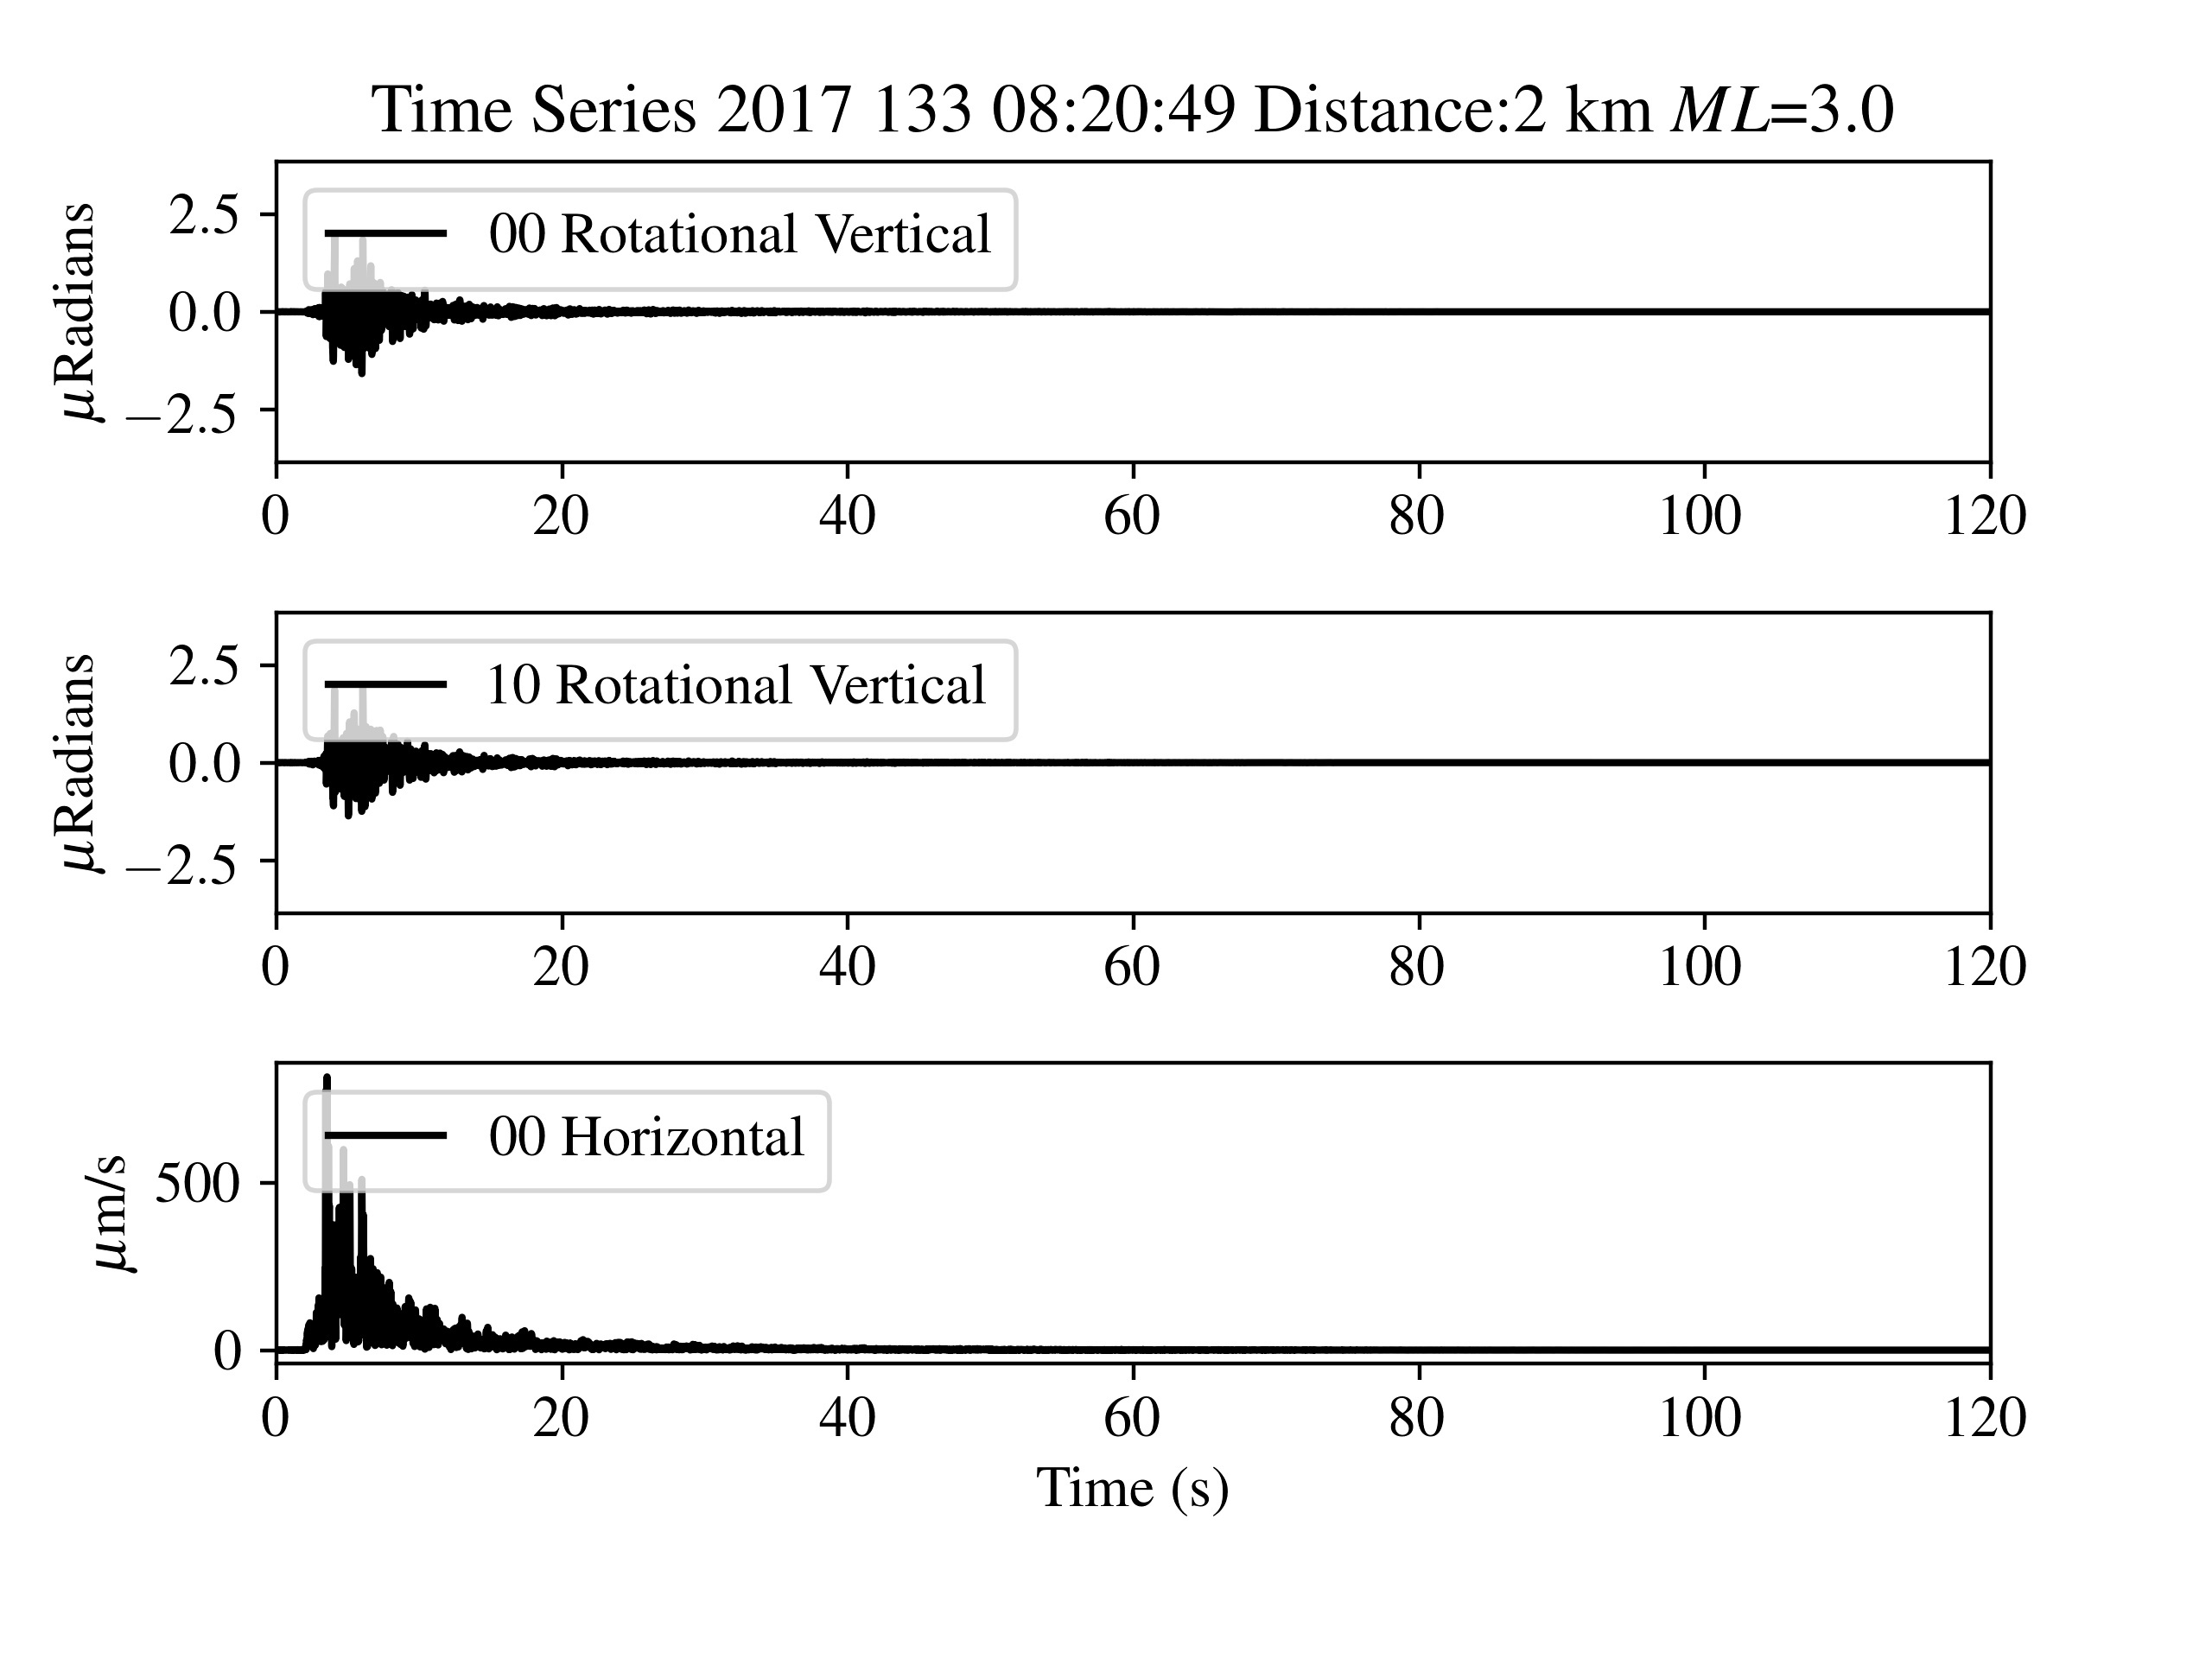 Time Series 2017 133 08:20:49 Distance:2 km ML=3.0
μRadians
2.5
0.0
−2.5
00 Rotational Vertical
0 20 40 60 80 100 120
μRadians
2.5
0.0
−2.5
10 Rotational Vertical
0 20 40 60 80 100 120
μm/s
500
0
00 Horizontal
0 20 40 60 80 100 120
Time (s)